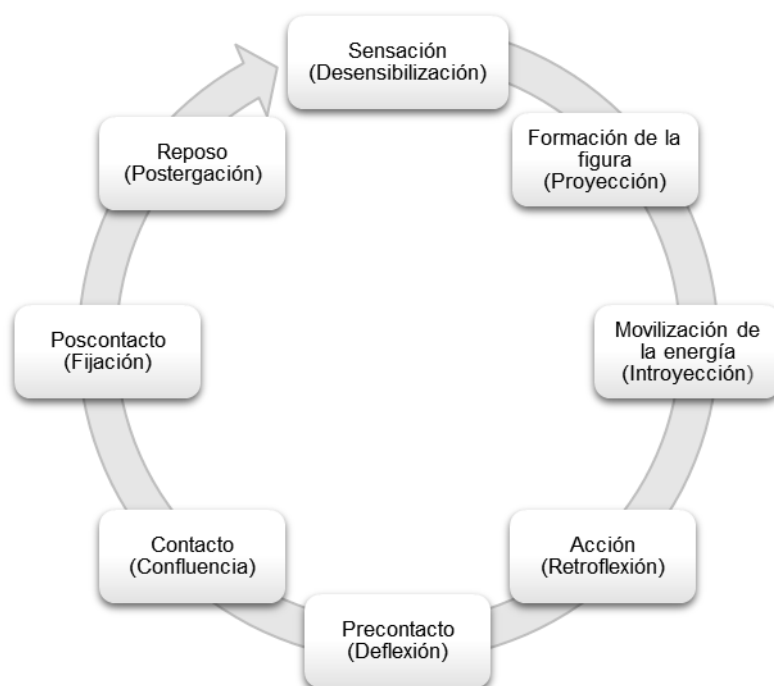 Sensación
(Desensibilización)
Formación de la
figura
(Proyección)
Movilización de
la energía
(Introyección)
Acción
(Retroflexión)
Precontacto
(Deflexión)
Contacto
(Confluencia)
Poscontacto
(Fijación)
Reposo
(Postergación)